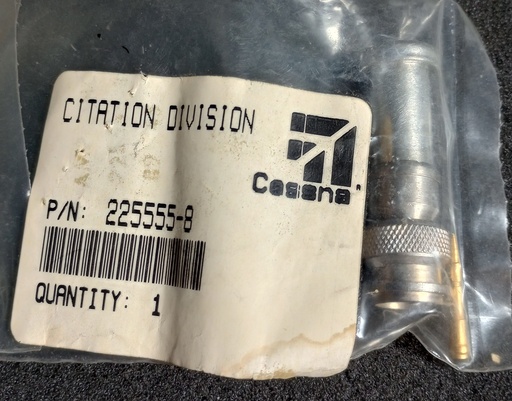 CITATION DIVISION
Cessna
P/N: 225555-8
QUANTITY: 1